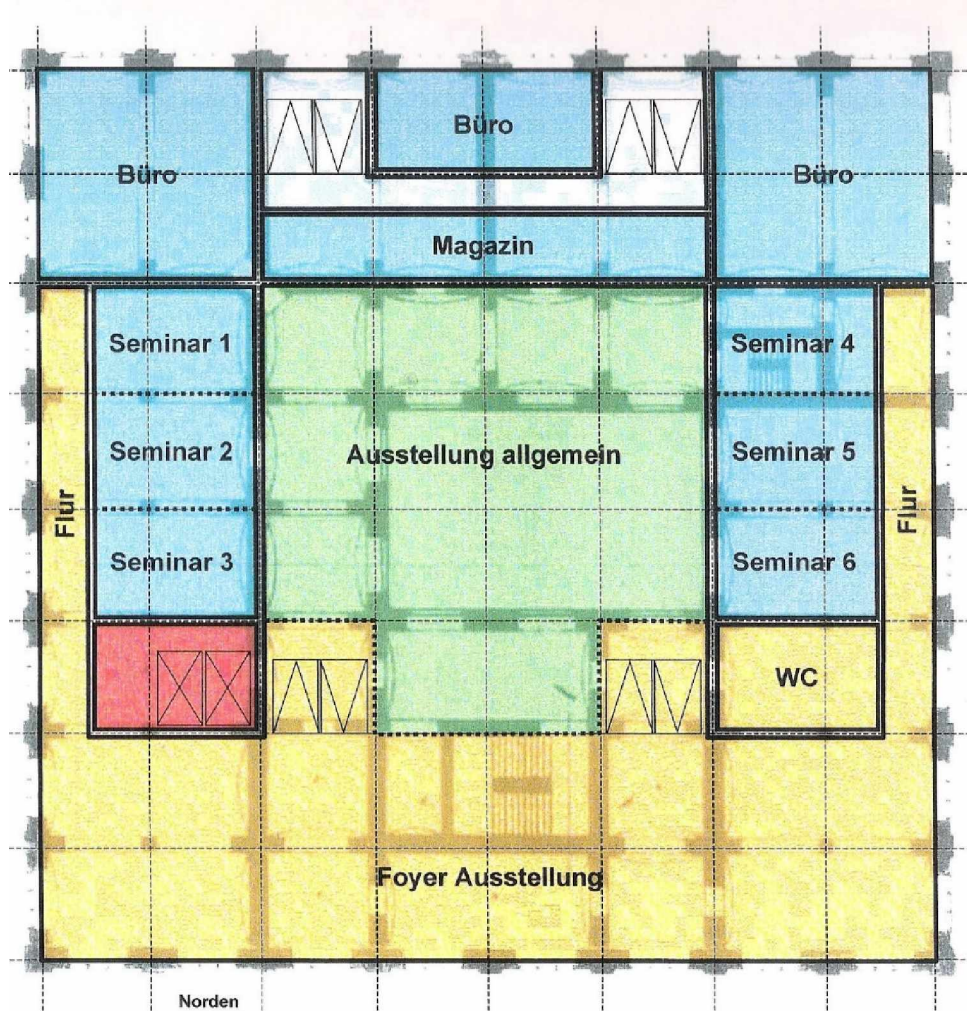 Büro
Büro
Büro
Magazin
Seminar 1
Seminar 4
Seminar 2
Ausstellung allgemein
Seminar 5
Flur
Flur
Seminar 3
Seminar 6
WC
Foyer Ausstellung
Norden